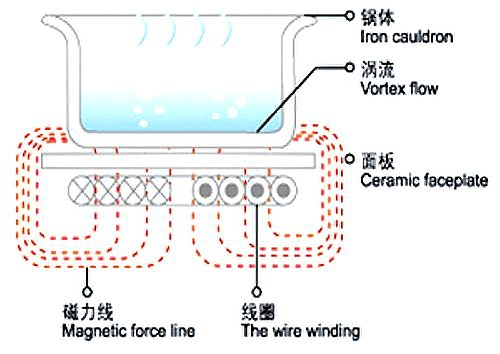 锅体
Iron cauldron
涡流
Vortex flow
面板
Ceramic faceplate
磁力线
Magnetic force line
线圈
The wire winding